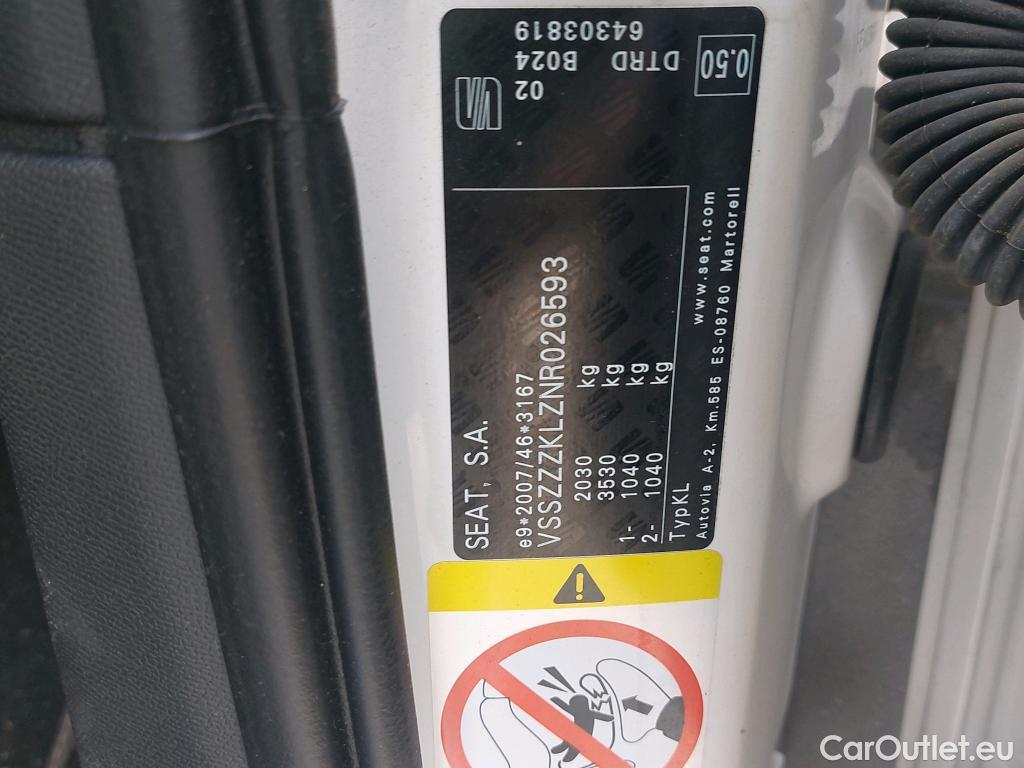 SEAT, S.A.
e9*2007/46*3167
VSSZZZKLZNR026593
2030 kg
3530 kg
1- 1040 kg
2- 1040 kg
TypKL
www.seat.com
Autovia A-2, Km.585 ES-08760 Martorell
02
B024
DTRD
64303819
0.50
CarOutlet.eu